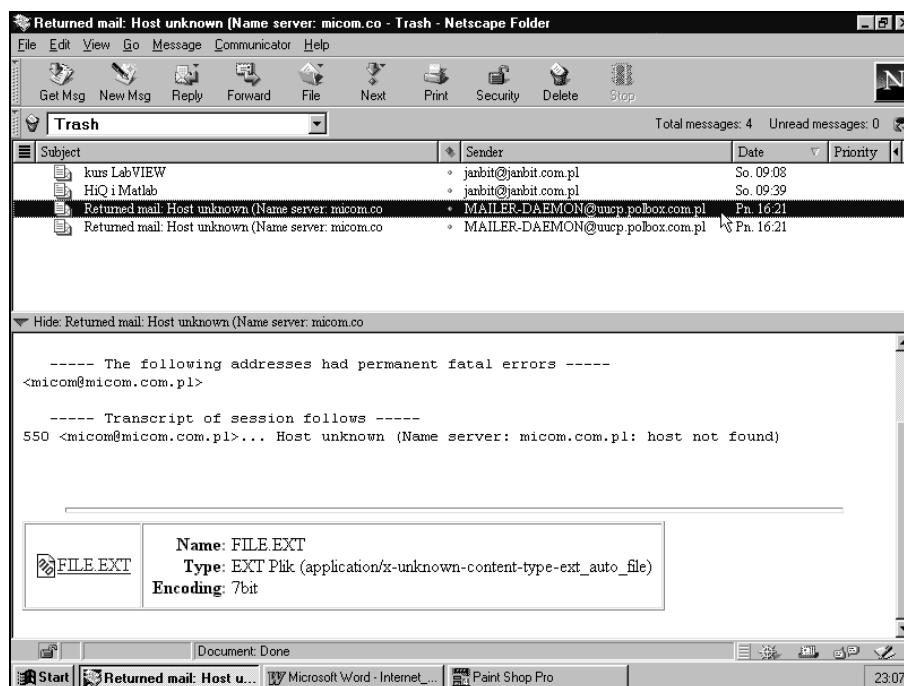 Returned mail: Host unknown (Name server: micom.co - Trash - Netscape Folder
File Edit View Go Message Communicator Help
Get Msg New Msg Reply Forward File Next Print Security Delete Stop
N
Trash Total messages: 4 Unread messages: 0
Subject Sender Date Priority
kurs LabVIEW janbit@janbit.com.pl So. 09:08
HiQ i Matlab janbit@janbit.com.pl So. 09:39
Returned mail: Host unknown (Name server: micom.co MAILER-DAEMON@uucp.polbox.com.pl Pn. 16:21
Returned mail: Host unknown (Name server: micom.co MAILER-DAEMON@uucp.polbox.com.pl Pn. 16:21
Hide: Returned mail: Host unknown (Name server: micom.co
----- The following addresses had permanent fatal errors -----
<micom@micom.com.pl>
----- Transcript of session follows -----
550 <micom@micom.com.pl>... Host unknown (Name server: micom.com.pl: host not found)
FILE.EXT
Name: FILE.EXT
Type: EXT Plik (application/x-unknown-content-type-ext_auto_file)
Encoding: 7bit
Document: Done
Start Returned mail: Host u... Microsoft Word - Internet_... Paint Shop Pro 23:07